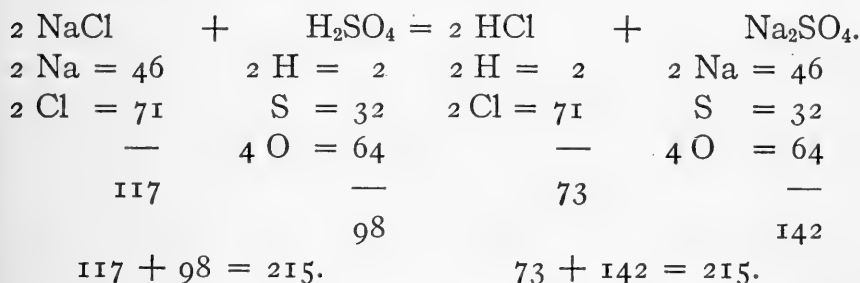 2 NaCl + H₂SO₄ = 2 HCl + Na₂SO₄.
2 Na = 46 2 H = 2 2 H = 2 2 Na = 46
2 Cl = 71 S = 32 2 Cl = 71 S = 32
— 4 O = 64 — 4 O = 64
117 — 73 —
98 142
117 + 98 = 215. 73 + 142 = 215.